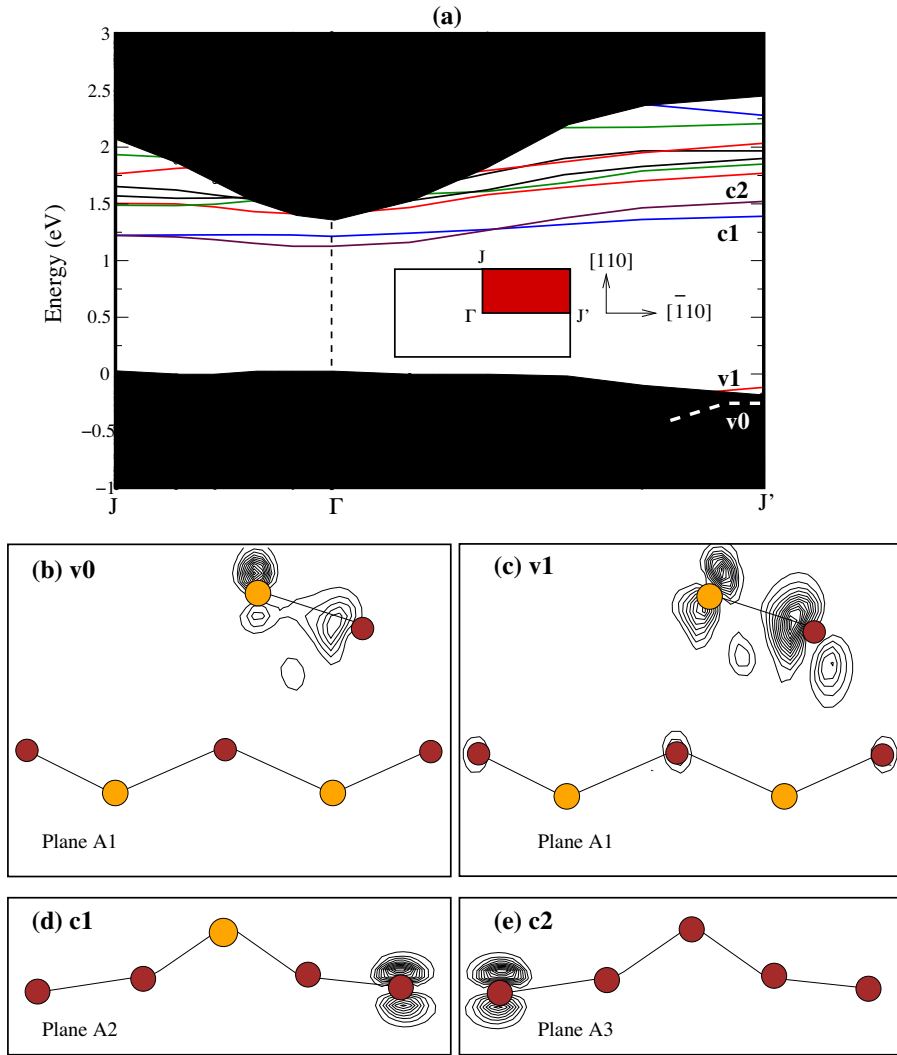 (a)
3
2.5
2
1.5
1
0.5
0
−0.5
−1
Energy (eV)
c2
c1
v1
v0
J
[110]
Γ
J'
[1̄10]
J
Γ
J'
(b) v0
Plane A1
(c) v1
Plane A1
(d) c1
Plane A2
(e) c2
Plane A3